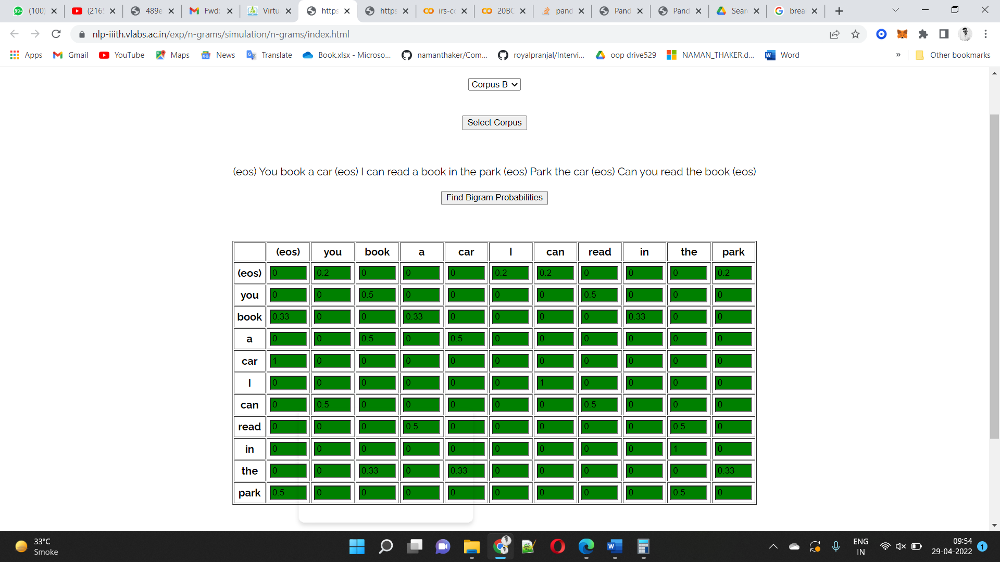 (100) (216 489e Fwd: Virtu https https irs-c 20BC pand Pand Pand Sear brea
nlp-iiith.vlabs.ac.in/exp/n-grams/simulation/n-grams/index.html
Apps Gmail YouTube Maps News Translate Book.xlsx - Microso... namanthaker/Com... royalpranjal/Intervi... oop drive529 NAMAN_THAKER.d... Word » Other bookmarks
Corpus B
Select Corpus
(eos) You book a car (eos) I can read a book in the park (eos) Park the car (eos) Can you read the book (eos)
Find Bigram Probabilities
(eos) you book a car I can read in the park
(eos) 0 0.2 0 0 0 0.2 0.2 0 0 0 0.2
you 0 0 0.5 0 0 0 0 0.5 0 0 0
book 0.33 0 0 0.33 0 0 0 0 0.33 0 0
a 0 0 0.5 0 0.5 0 0 0 0 0 0
car 1 0 0 0 0 0 0 0 0 0 0
I 0 0 0 0 0 0 1 0 0 0 0
can 0 0.5 0 0 0 0 0 0.5 0 0 0
read 0 0 0 0.5 0 0 0 0 0 0.5 0
in 0 0 0 0 0 0 0 0 0 1 0
the 0 0 0.33 0 0.33 0 0 0 0 0 0.33
park 0.5 0 0 0 0 0 0 0 0 0.5 0
33°C
Smoke
ENG
IN
09:54
29-04-2022
1